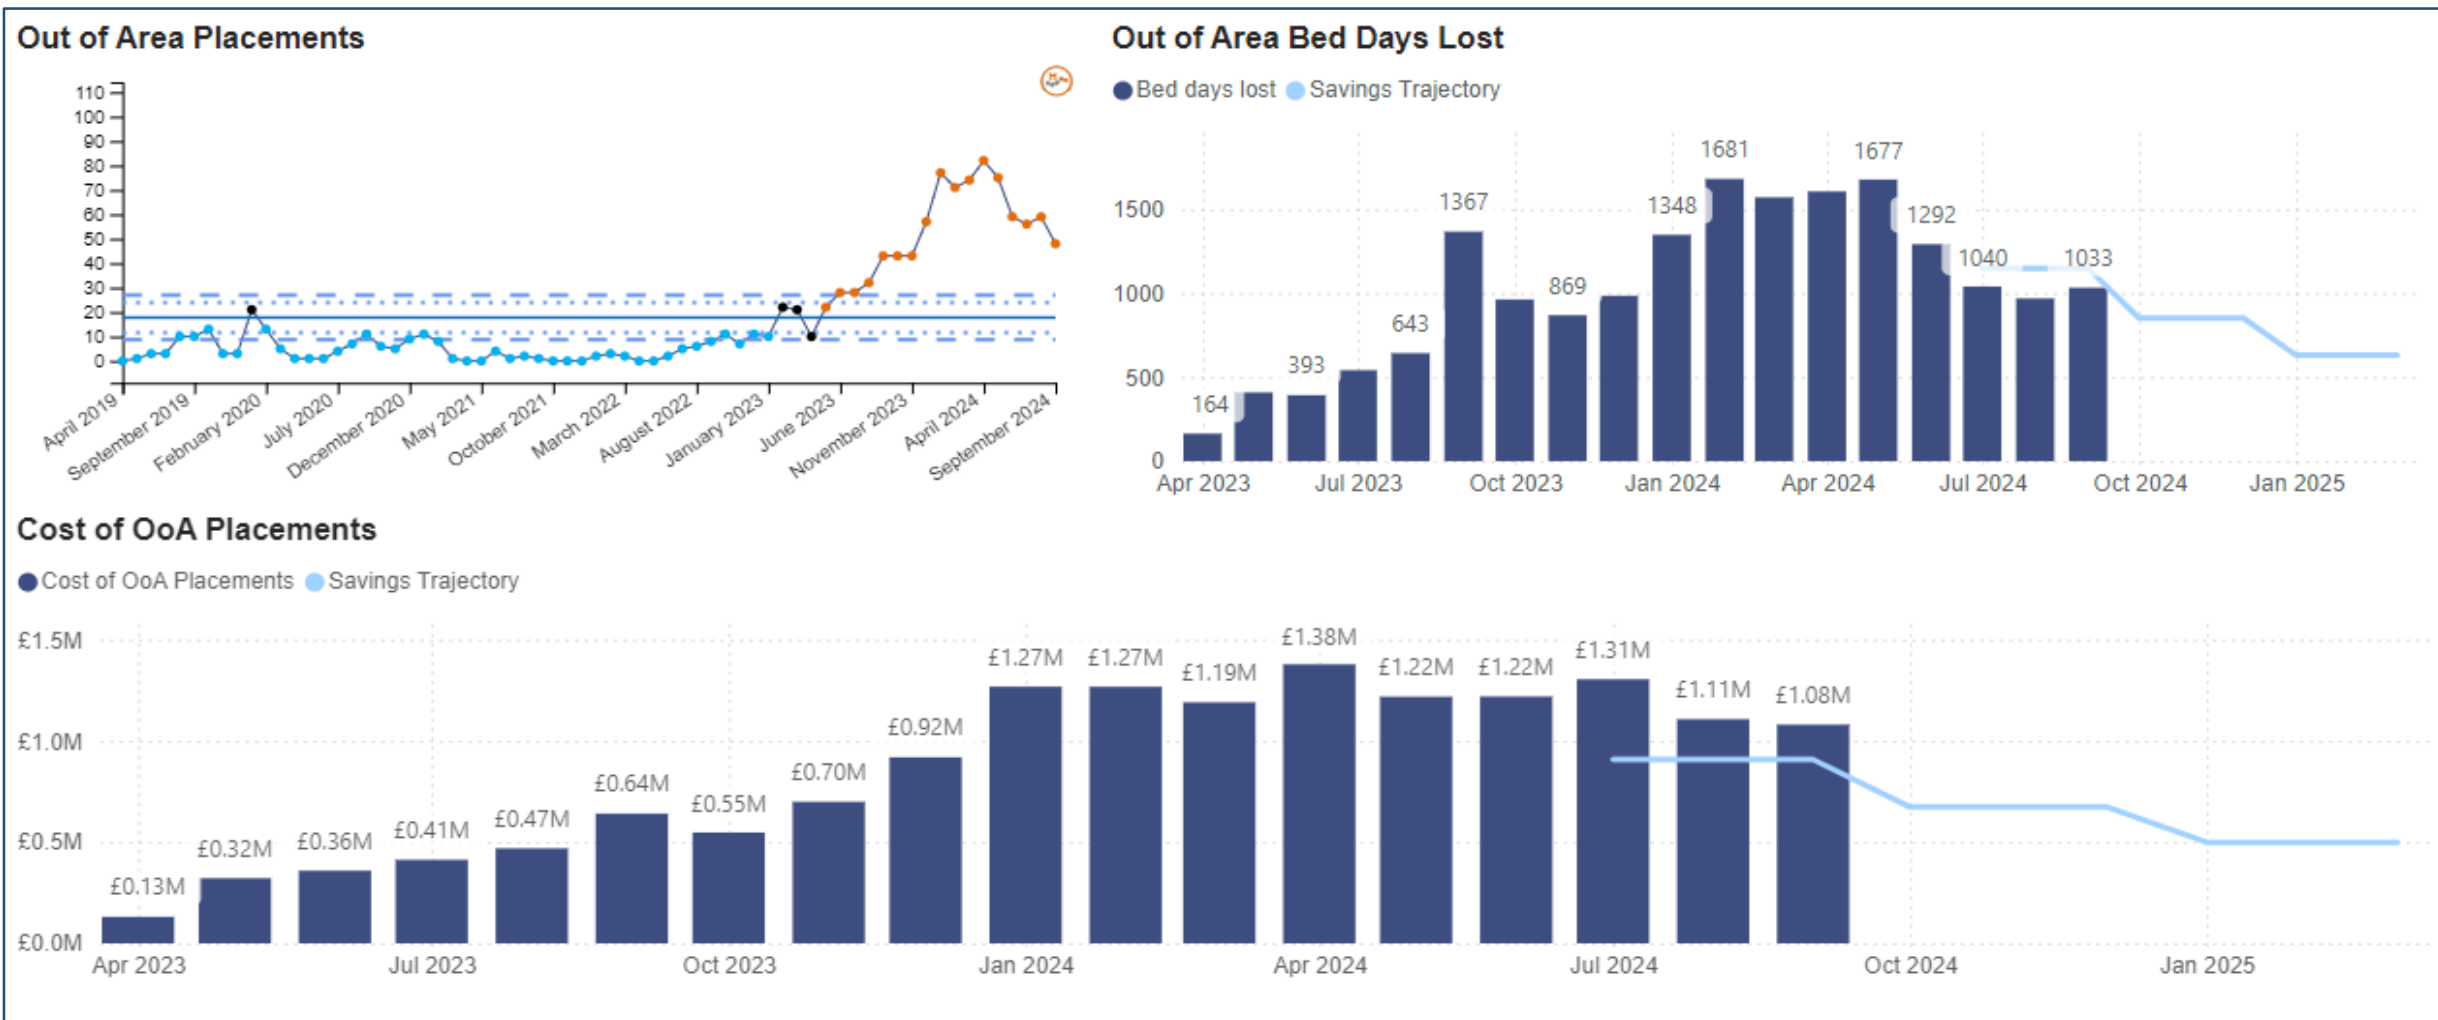 Out of Area Placements
110
100
90
80
70
60
50
40
30
20
10
0
April 2019
September 2019
February 2020
July 2020
December 2020
May 2021
October 2021
March 2022
August 2022
January 2023
June 2023
November 2023
April 2024
September 2024
Out of Area Bed Days Lost
Bed days lost Savings Trajectory
1500
1000
500
0
164
393
643
1367
869
1348
1681
1677
1292
1040
1033
Apr 2023 Jul 2023 Oct 2023 Jan 2024 Apr 2024 Jul 2024 Oct 2024 Jan 2025
Cost of OoA Placements
Cost of OoA Placements Savings Trajectory
£1.5M
£1.0M
£0.5M
£0.0M
£0.13M
£0.32M
£0.36M
£0.41M
£0.47M
£0.64M
£0.55M
£0.70M
£0.92M
£1.27M
£1.27M
£1.19M
£1.38M
£1.22M
£1.22M
£1.31M
£1.11M
£1.08M
Apr 2023 Jul 2023 Oct 2023 Jan 2024 Apr 2024 Jul 2024 Oct 2024 Jan 2025